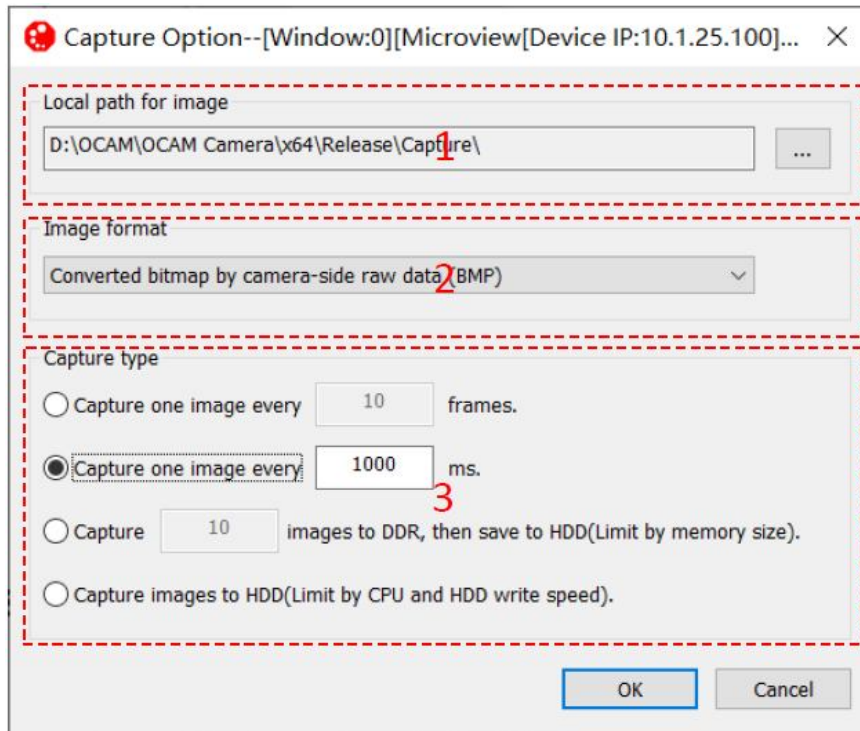 Capture Option--[Window:0][Microview[Device IP:10.1.25.100]...
Local path for image
D:\OCAM\OCAM Camera\x64\Release\Capture\
...
1
Image format
Converted bitmap by camera-side raw data (BMP)
2
Capture type
Capture one image every 10 frames.
Capture one image every 1000 ms.
3
Capture 10 images to DDR, then save to HDD(Limit by memory size).
Capture images to HDD(Limit by CPU and HDD write speed).
OK Cancel